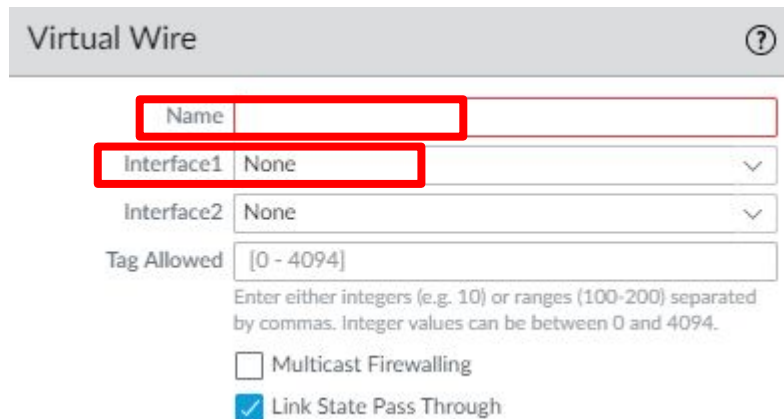 Virtual Wire
Name
Interface1 None
Interface2 None
Tag Allowed [0 - 4094]
Enter either integers (e.g. 10) or ranges (100-200) separated
by commas. Integer values can be between 0 and 4094.
Multicast Firewalling
Link State Pass Through